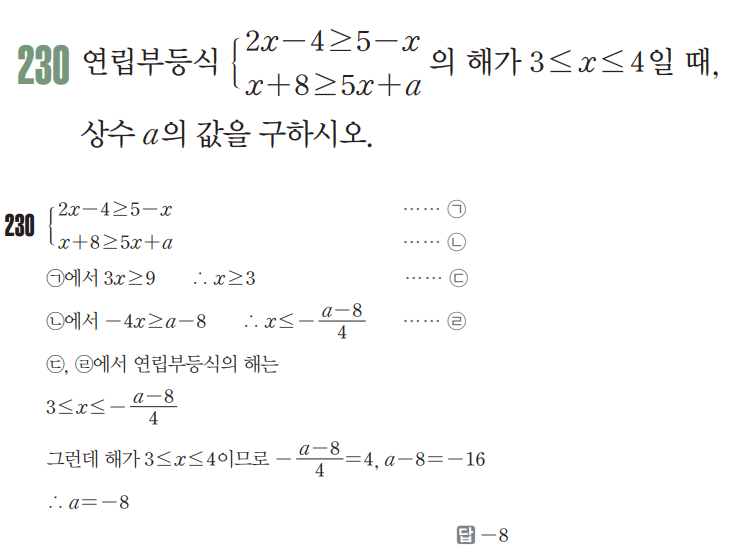 230 연립부등식 {2x−4≥5−x
x+8≥5x+a 의 해가 3≤x≤4일 때,
상수 a의 값을 구하시오.
230 {2x−4≥5−x …… ㉠
x+8≥5x+a …… ㉡
㉠에서 3x≥9 ∴ x≥3 …… ㉢
㉡에서 −4x≥a−8 ∴ x≤−(a−8)/4 …… ㉣
㉢, ㉣에서 연립부등식의 해는
3≤x≤−(a−8)/4
그런데 해가 3≤x≤4이므로 −(a−8)/4=4, a−8=−16
∴ a=−8
답 −8